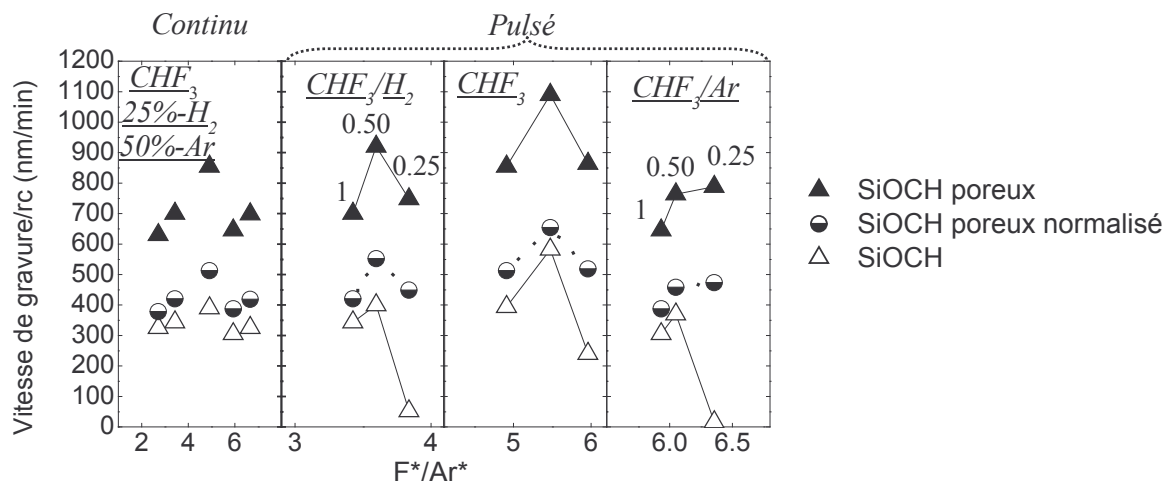 Continu
Pulsé
Vitesse de gravure/rc (nm/min)
1200
1100
1000
900
800
700
600
500
400
300
200
100
0
CHF3
25%-H2
50%-Ar
2 4 6
CHF3/H2
0.50
0.25
1
3 4
CHF3
5 6
CHF3/Ar
0.50
0.25
1
6.0 6.5
F*/Ar*
SiOCH poreux
SiOCH poreux normalisé
SiOCH